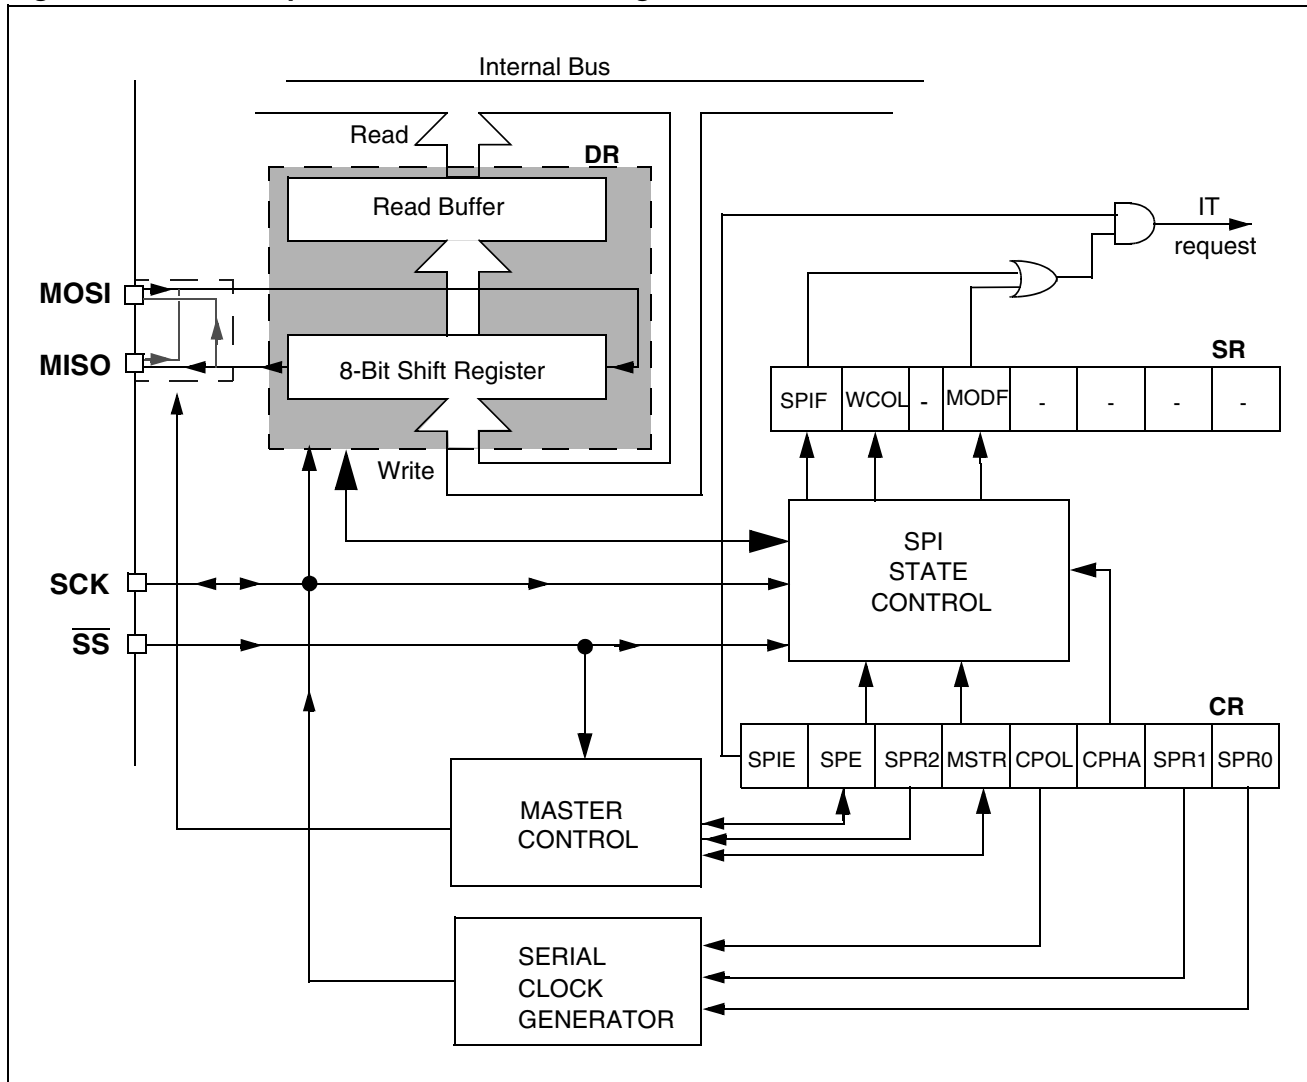 Internal Bus
Read
DR
Read Buffer
IT
request
MOSI
MISO
8-Bit Shift Register
SR
SPIF WCOL - MODF - - - -
Write
SPI
STATE
CONTROL
SCK
SS
CR
SPIE SPE SPR2 MSTR CPOL CPHA SPR1 SPR0
MASTER
CONTROL
SERIAL
CLOCK
GENERATOR